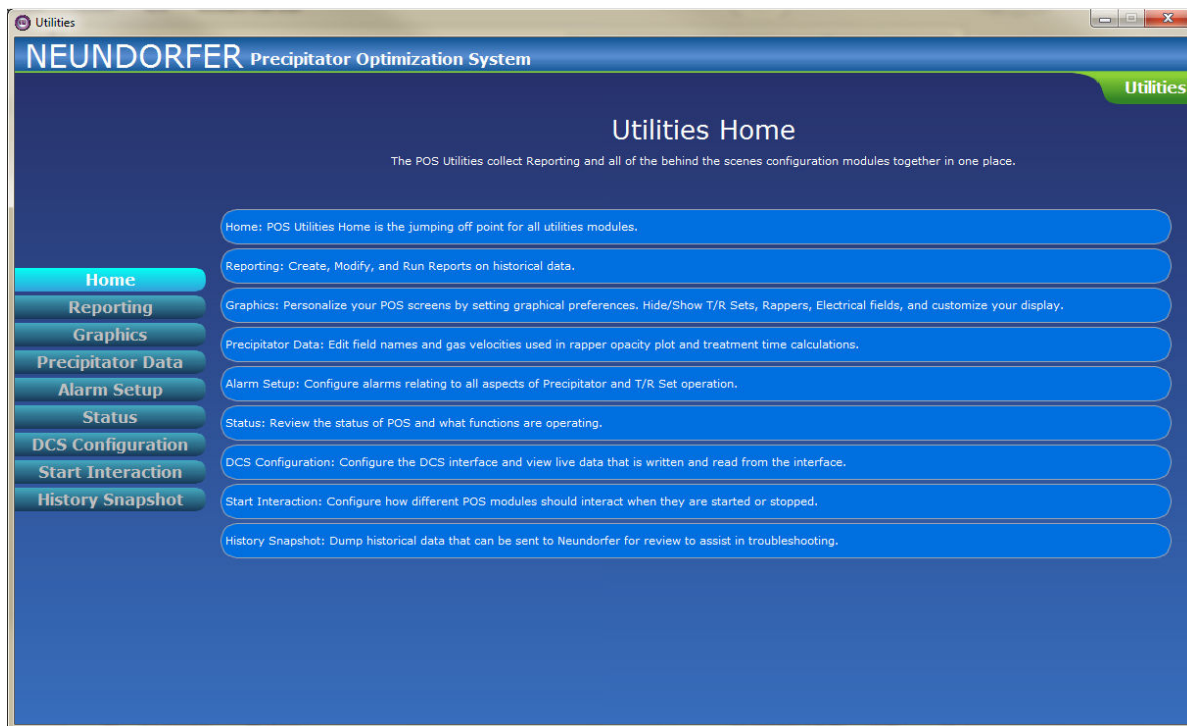 Utilities
NEUNDORFER Precipitator Optimization System
Utilities
Utilities Home
The POS Utilities collect Reporting and all of the behind the scenes configuration modules together in one place.
Home: POS Utilities Home is the jumping off point for all utilities modules.
Reporting: Create, Modify, and Run Reports on historical data.
Graphics: Personalize your POS screens by setting graphical preferences. Hide/Show T/R Sets, Rappers, Electrical fields, and customize your display.
Precipitator Data: Edit field names and gas velocities used in rapper opacity plot and treatment time calculations.
Alarm Setup: Configure alarms relating to all aspects of Precipitator and T/R Set operation.
Status: Review the status of POS and what functions are operating.
DCS Configuration: Configure the DCS interface and view live data that is written and read from the interface.
Start Interaction: Configure how different POS modules should interact when they are started or stopped.
History Snapshot: Dump historical data that can be sent to Neundorfer for review to assist in troubleshooting.
Home
Reporting
Graphics
Precipitator Data
Alarm Setup
Status
DCS Configuration
Start Interaction
History Snapshot